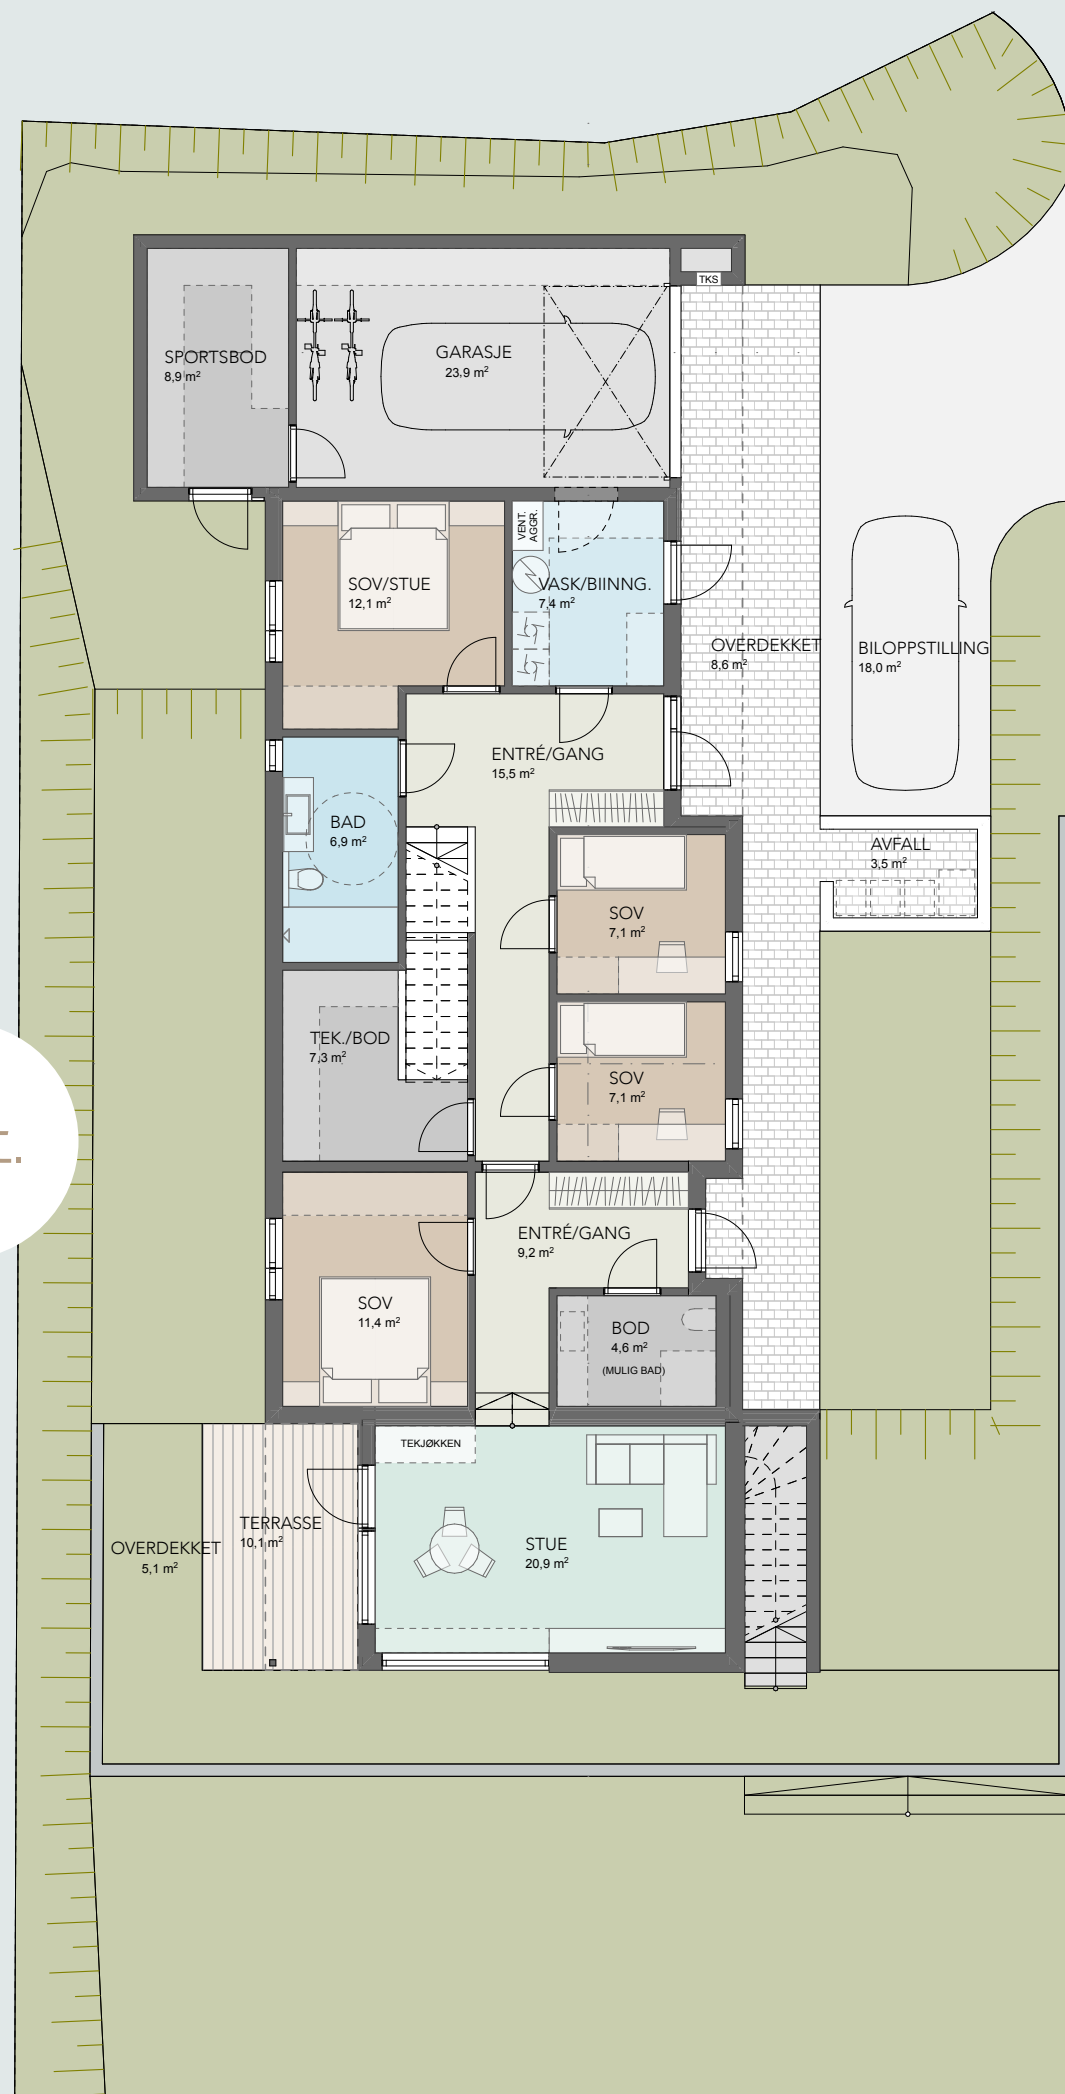 TKS
SPORTSBOD
8,9 m²
GARASJE
23,9 m²
VENT.
AGGR.
SOV/STUE
12,1 m²
VASK/BIINNG.
7,4 m²
OVERDEKKET
8,6 m²
BILOPPSTILLING
18,0 m²
ENTRÉ/GANG
15,5 m²
BAD
6,9 m²
AVFALL
3,5 m²
SOV
7,1 m²
TEK./BOD
7,3 m²
SOV
7,1 m²
ENTRÉ/GANG
9,2 m²
SOV
11,4 m²
BOD
4,6 m²
(MULIG BAD)
TEKJØKKEN
TERRASSE
10,1 m²
OVERDEKKET
5,1 m²
STUE
20,9 m²